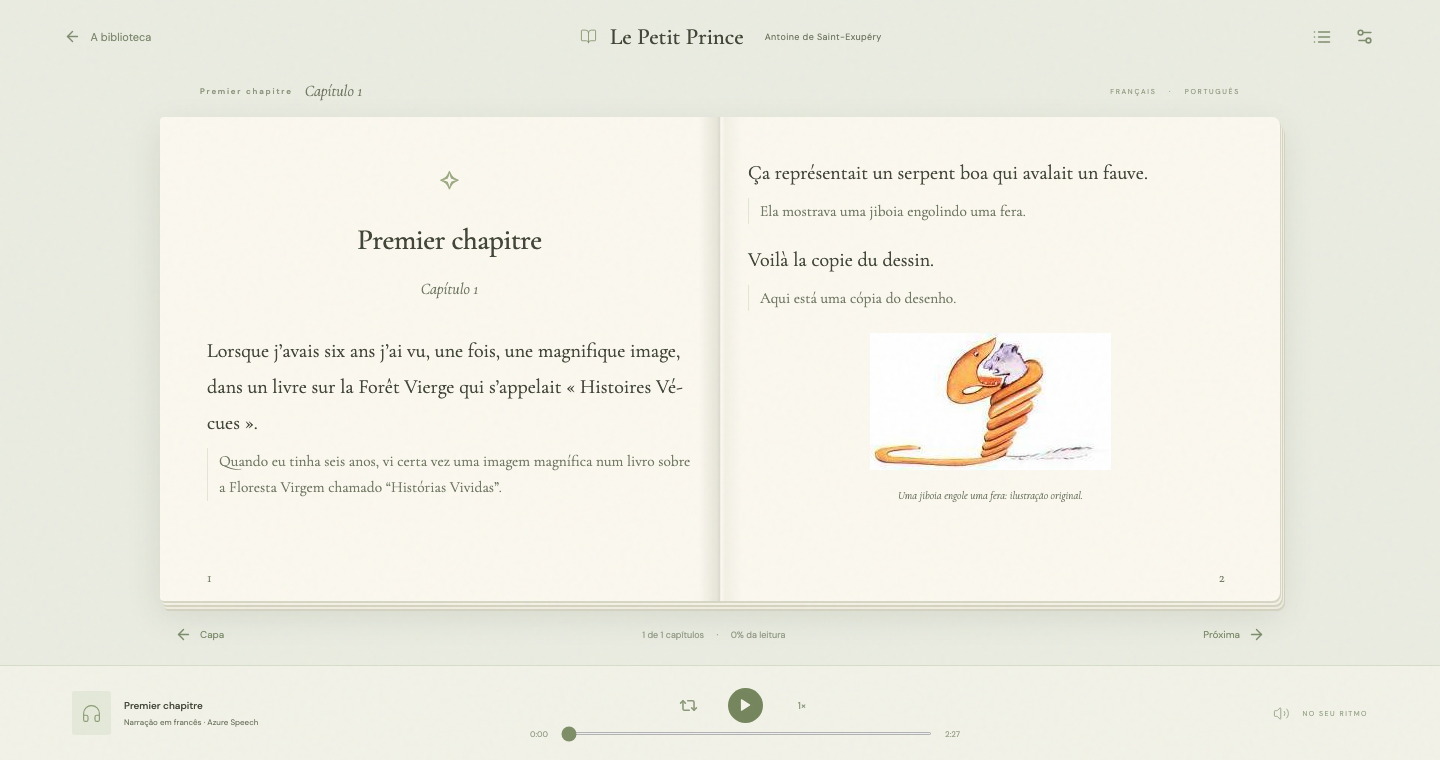 A biblioteca
Le Petit Prince
Antoine de Saint-Exupéry
Premier chapitre
Capítulo 1
FRANÇAIS · PORTUGUÊS
Premier chapitre
Capítulo 1
Lorsque j’avais six ans j’ai vu, une fois, une magnifique image,
dans un livre sur la Forêt Vierge qui s’appelait « Histoires Vé-
cues ».
Quando eu tinha seis anos, vi certa vez uma imagem magnífica num livro sobre
a Floresta Virgem chamado “Histórias Vividas”.
1
Ça représentait un serpent boa qui avalait un fauve.
Ela mostrava uma jiboia engolindo uma fera.
Voilà la copie du dessin.
Aqui está uma cópia do desenho.
Uma jiboia engole uma fera: ilustração original.
2
Capa
1 de 1 capítulos · 0% da leitura
Próxima
Premier chapitre
Narração em francês · Azure Speech
1×
0:00
2:27
NO SEU RITMO